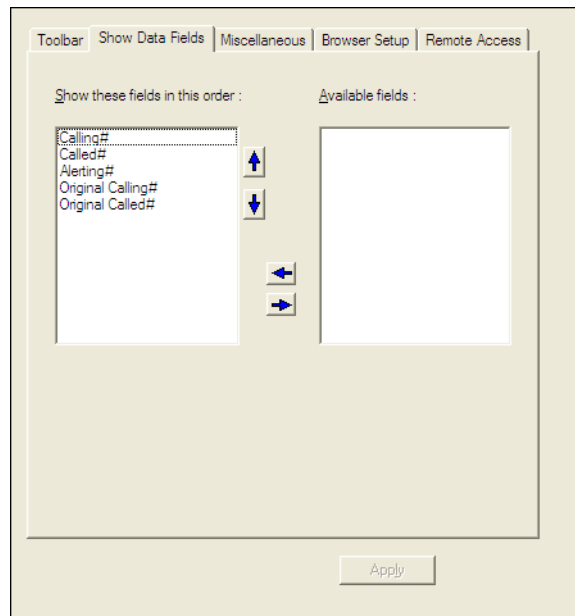 Toolbar Show Data Fields Miscellaneous Browser Setup Remote Access
Show these fields in this order : Available fields :
Calling#
Called#
Alerting#
Original Calling#
Original Called#
Apply